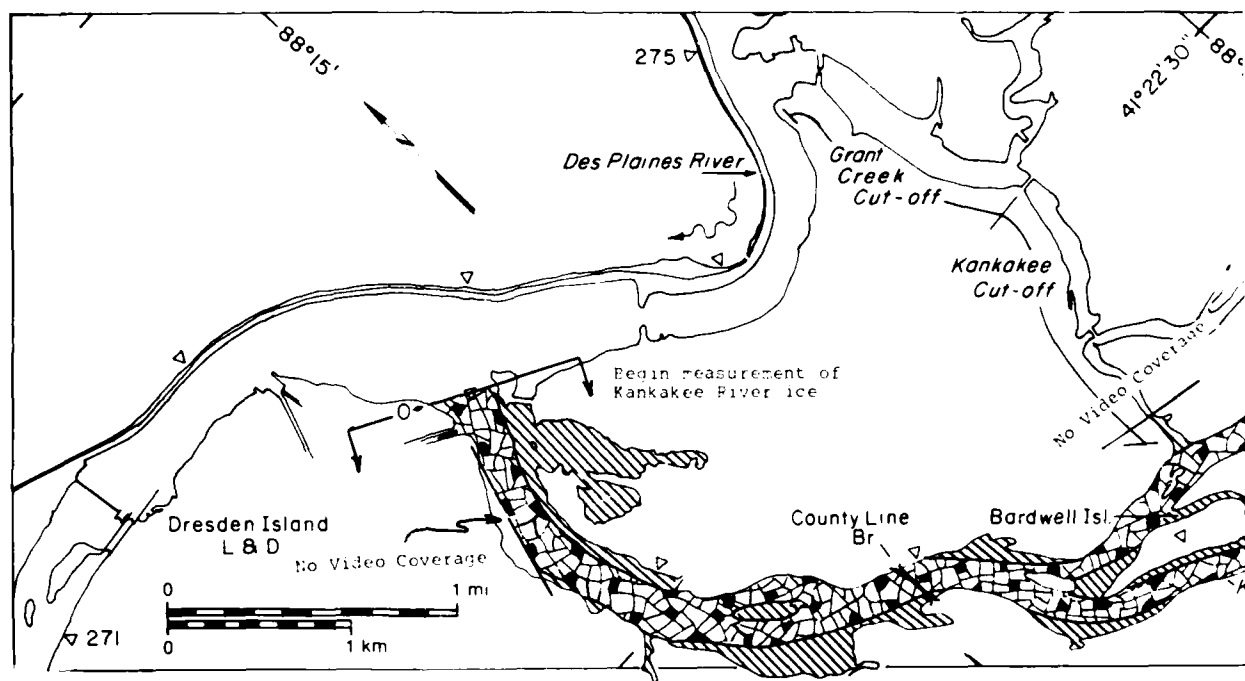 88°15'
275
41°22'30"
88°
Des Plaines River
Grant
Creek
Cut-off
Kankakee
Cut-off
No Video Coverage
Begin measurement of
Kankakee River ice
0
Dresden Island
L & D
No Video Coverage
County Line
Br
Bardwell Isl.
0
1 mi
0
1 km
271
K